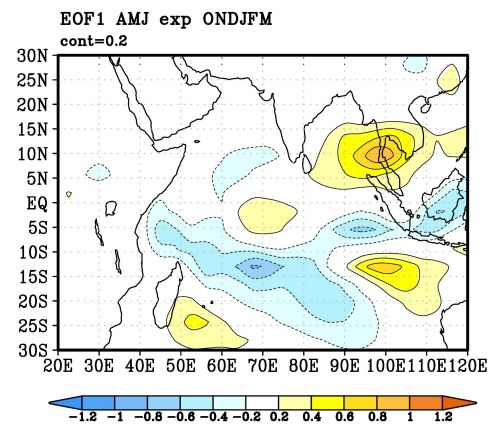 EOF1 AMJ exp ONDJFM
cont=0.2
30N
25N
20N
15N
10N
5N
EQ
5S
10S
15S
20S
25S
30S
20E 30E 40E 50E 60E 70E 80E 90E 100E 110E 120E
-1.2 -1 -0.8 -0.6 -0.4 -0.2 0.2 0.4 0.6 0.8 1 1.2